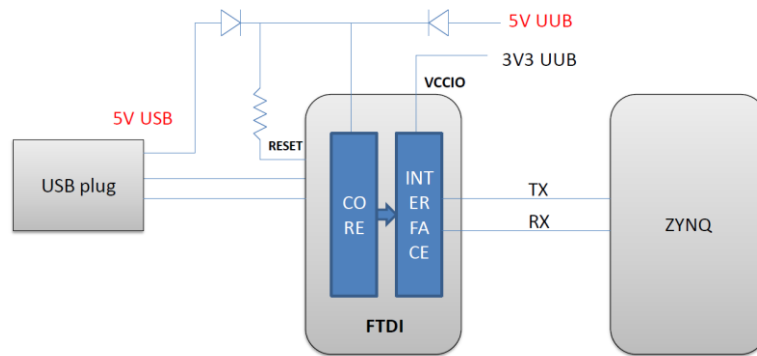 5V UUB
3V3 UUB
VCCIO
5V USB
RESET
USB plug
CO
RE
INT
ER
FA
CE
TX
RX
ZYNQ
FTDI